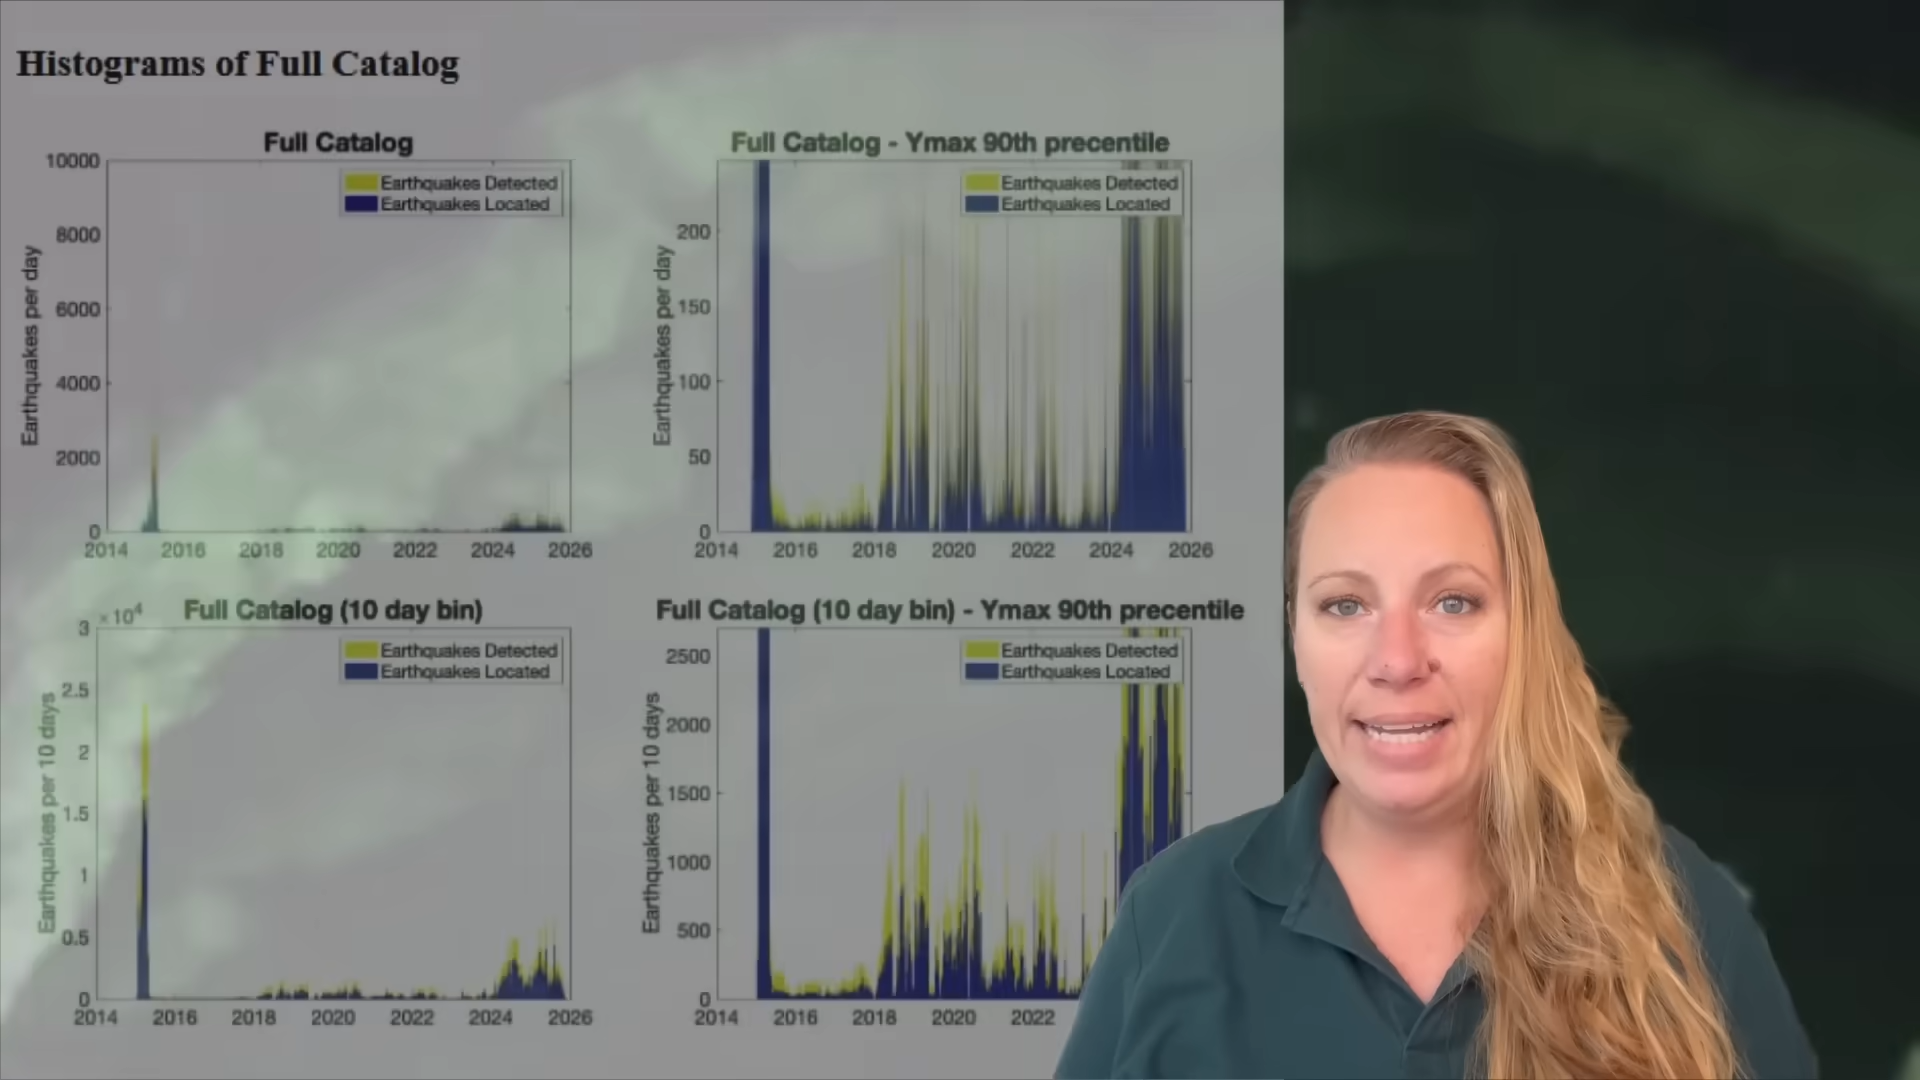 Histograms of Full Catalog
Full Catalog
Earthquakes per day
10000
8000
6000
4000
2000
0
Earthquakes Detected
Earthquakes Located
2014 2016 2018 2020 2022 2024 2026
Full Catalog - Ymax 90th precentile
Earthquakes per day
200
150
100
50
0
Earthquakes Detected
Earthquakes Located
2014 2016 2018 2020 2022 2024 2026
Full Catalog (10 day bin)
Earthquakes per 10 days
×10⁴
3
2.5
2
1.5
1
0.5
0
Earthquakes Detected
Earthquakes Located
2014 2016 2018 2020 2022 2024 2026
Full Catalog (10 day bin) - Ymax 90th precentile
Earthquakes per 10 days
2500
2000
1500
1000
500
0
Earthquakes Detected
Earthquakes Located
2014 2016 2018 2020 2022